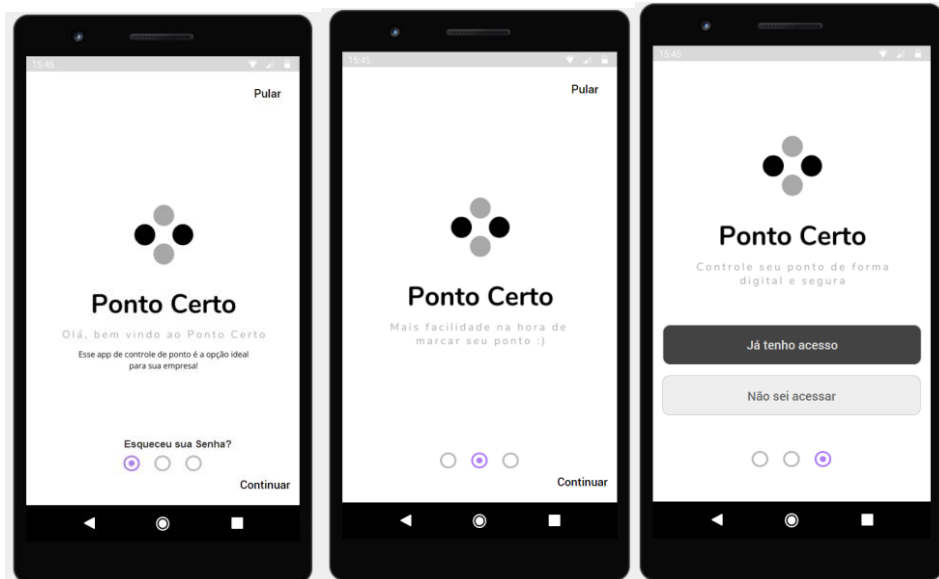 15:45
Pular
Ponto Certo
Olá, bem vindo ao Ponto Certo
Esse app de controle de ponto é a opção ideal
para sua empresa!
Esqueceu sua Senha?
Continuar
15:45
Pular
Ponto Certo
Mais facilidade na hora de
marcar seu ponto :)
Continuar
15:45
Ponto Certo
Controle seu ponto de forma
digital e segura
Já tenho acesso
Não sei acessar